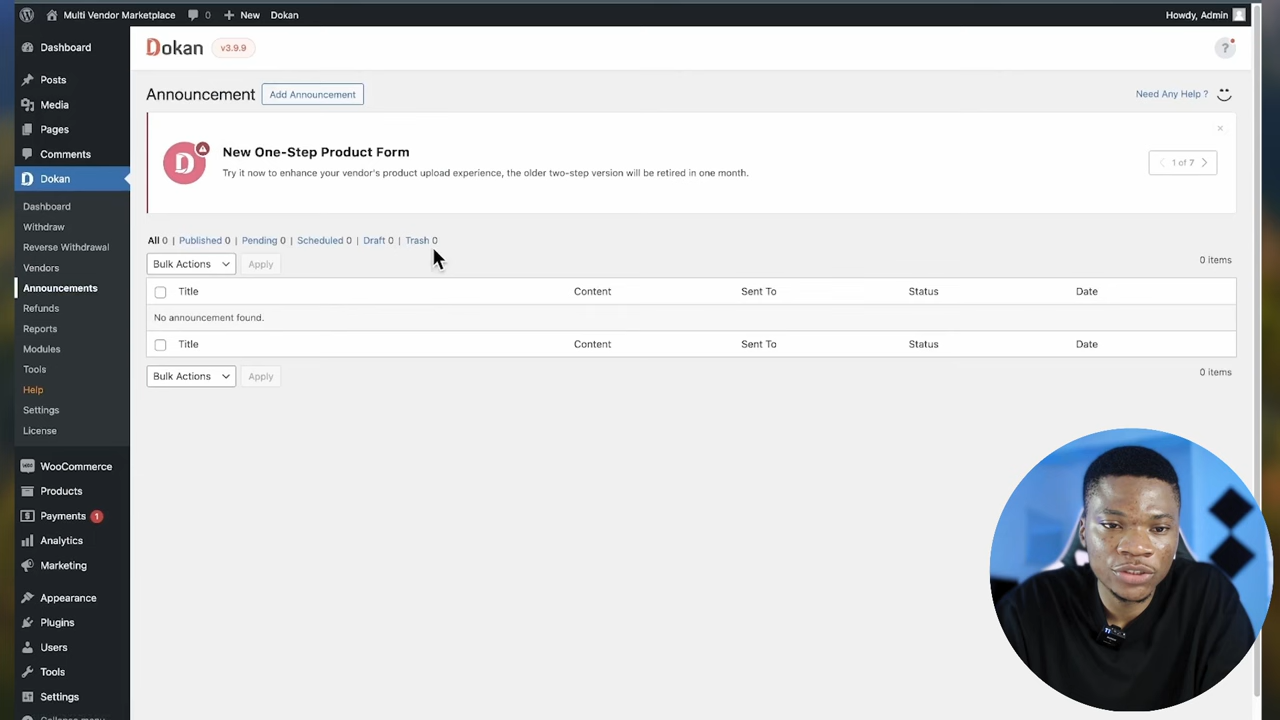 Multi Vendor Marketplace 0 New Dokan Howdy, Admin
Dashboard
Posts
Media
Pages
Comments
Dokan
Dashboard
Withdraw
Reverse Withdrawal
Vendors
Announcements
Refunds
Reports
Modules
Tools
Help
Settings
License
WooCommerce
Products
Payments 1
Analytics
Marketing
Appearance
Plugins
Users
Tools
Settings
Collapse menu
Dokan v3.9.9 ?
Announcement Add Announcement Need Any Help ?
New One-Step Product Form
Try it now to enhance your vendor's product upload experience, the older two-step version will be retired in one month.
1 of 7
All 0 | Published 0 | Pending 0 | Scheduled 0 | Draft 0 | Trash 0
Bulk Actions Apply 0 items
Title Content Sent To Status Date
No announcement found.
Title Content Sent To Status Date
Bulk Actions Apply 0 items